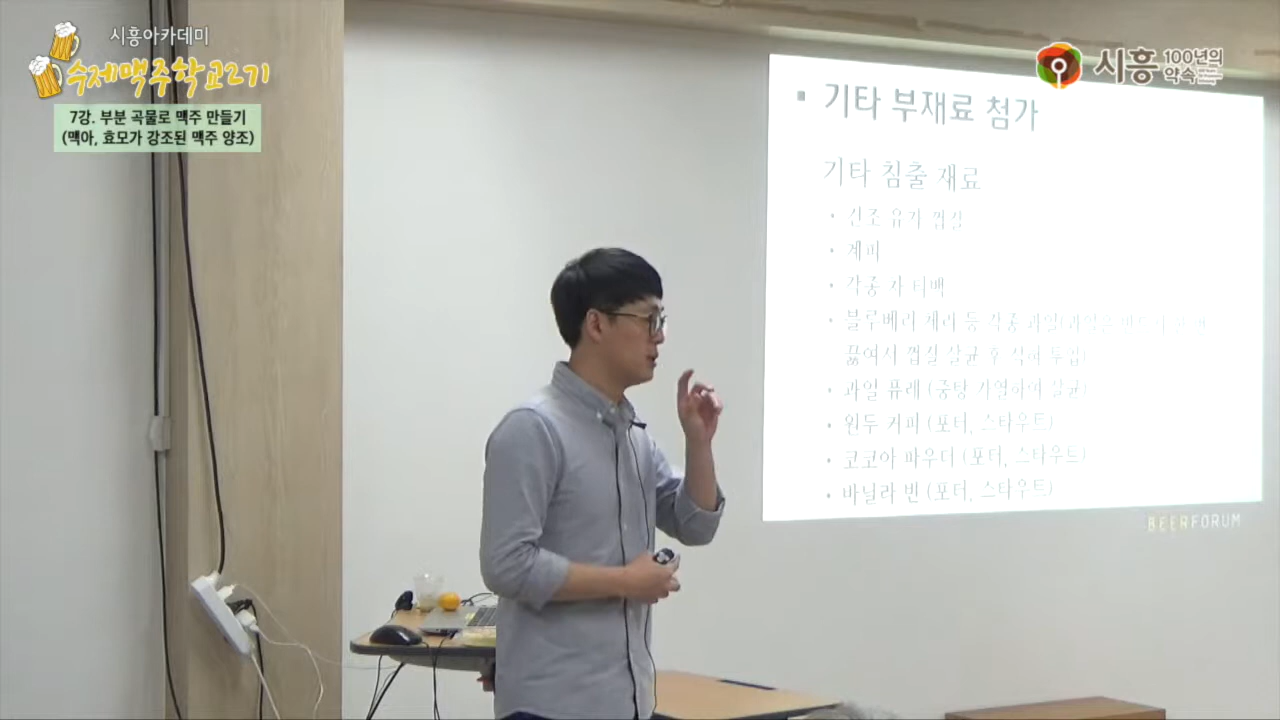 시흥아카데미
수제맥주학교2기
7강. 부분 곡물로 맥주 만들기
(맥아, 효모가 강조된 맥주 양조)
시흥 100년의
약속
▪ 기타 부재료 첨가
기타 침출 재료
• 건조 유자 껍질
• 계피
• 각종 차 티백
• 블루베리 체리 등 각종 과일(과일을
끓여서 껍질 살균 후 식혀 투입)
• 과일 퓨레 (중탕 가열하여 살균)
• 원두 커피 (포터, 스타우트)
• 코코아 파우더 (포터, 스타우트)
• 바닐라 빈 (포터, 스타우트)
BEERFORUM